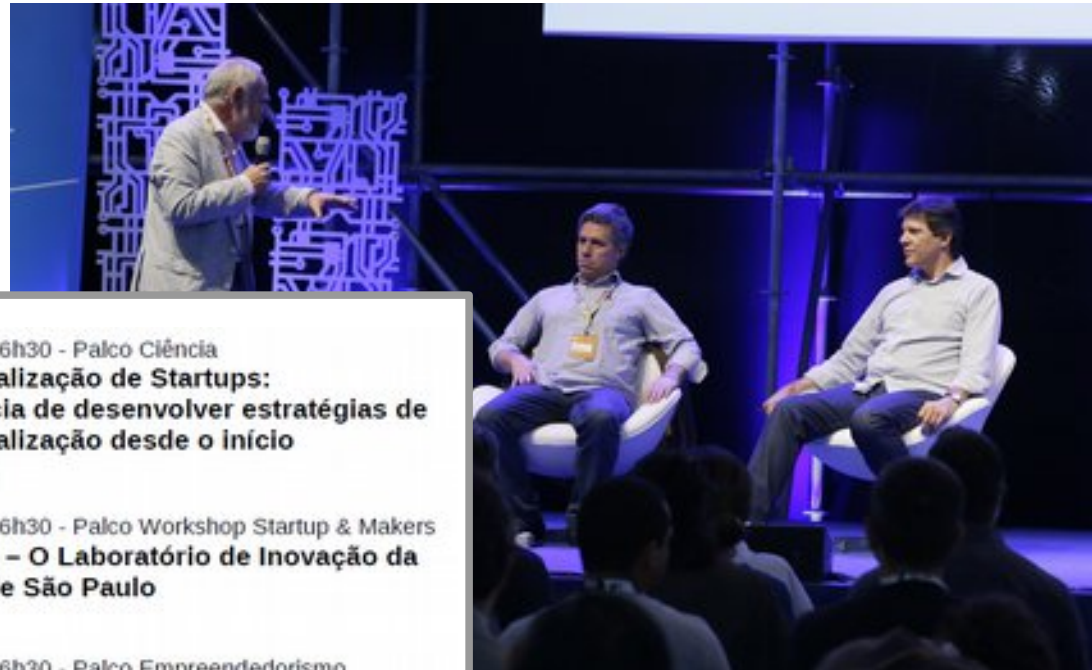 6h30 - Palco Ciência
alização de Startups:
cia de desenvolver estratégias de
alização desde o início
6h30 - Palco Workshop Startup & Makers
– O Laboratório de Inovação da
e São Paulo
6h30 - Palco Empreendedorismo